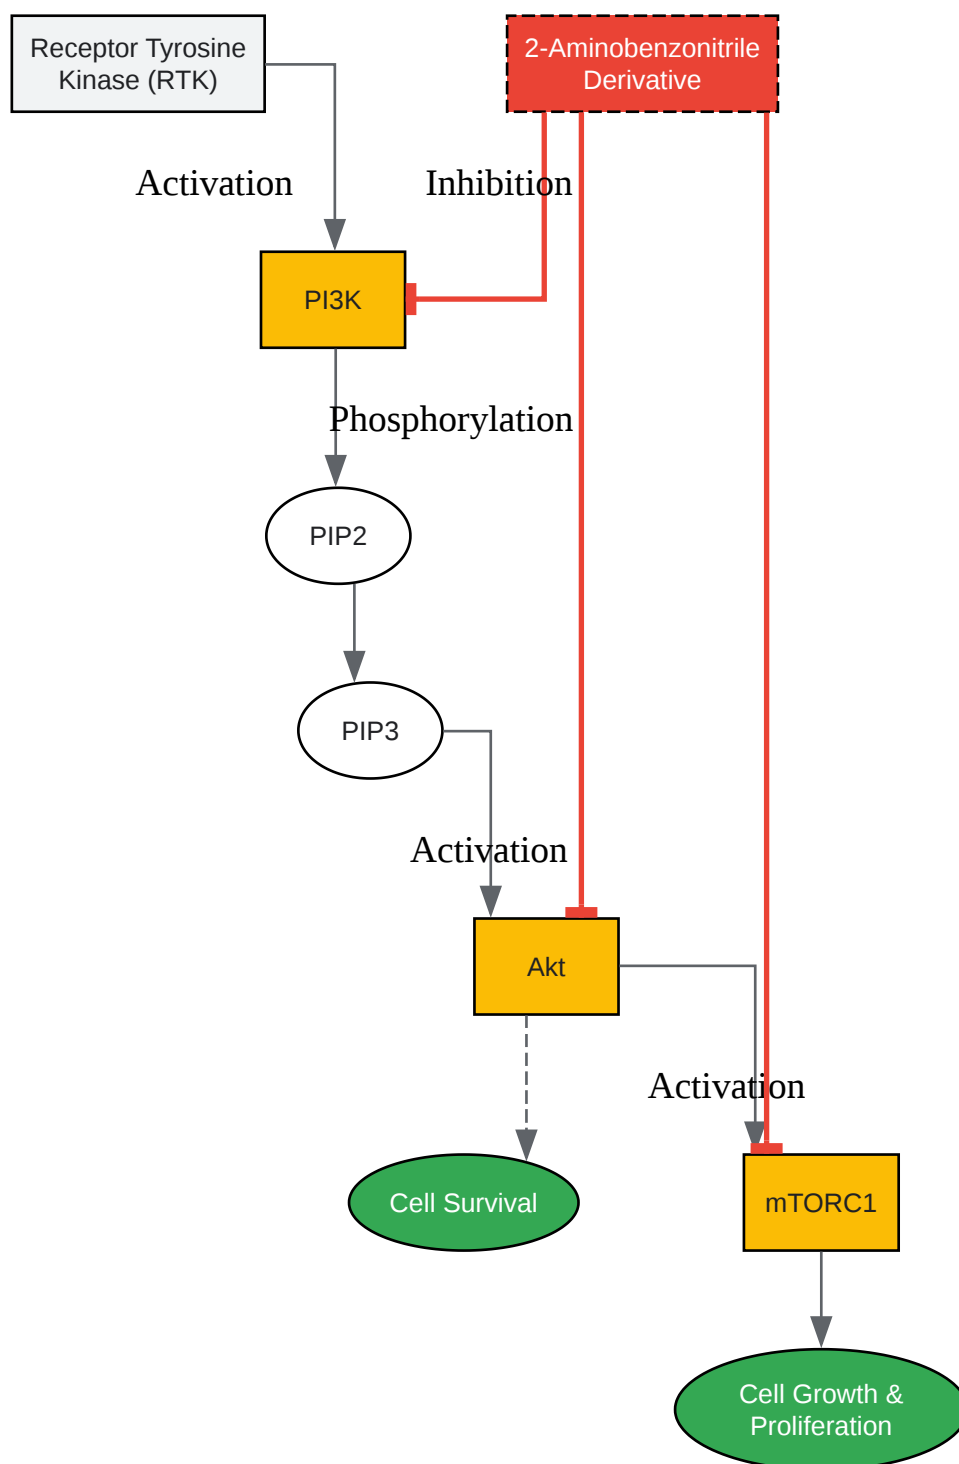 Receptor Tyrosine
Kinase (RTK)
2-Aminobenzonitrile
Derivative
Activation
Inhibition
PI3K
Phosphorylation
PIP2
PIP3
Activation
Akt
Activation
Cell Survival
mTORC1
Cell Growth &
Proliferation